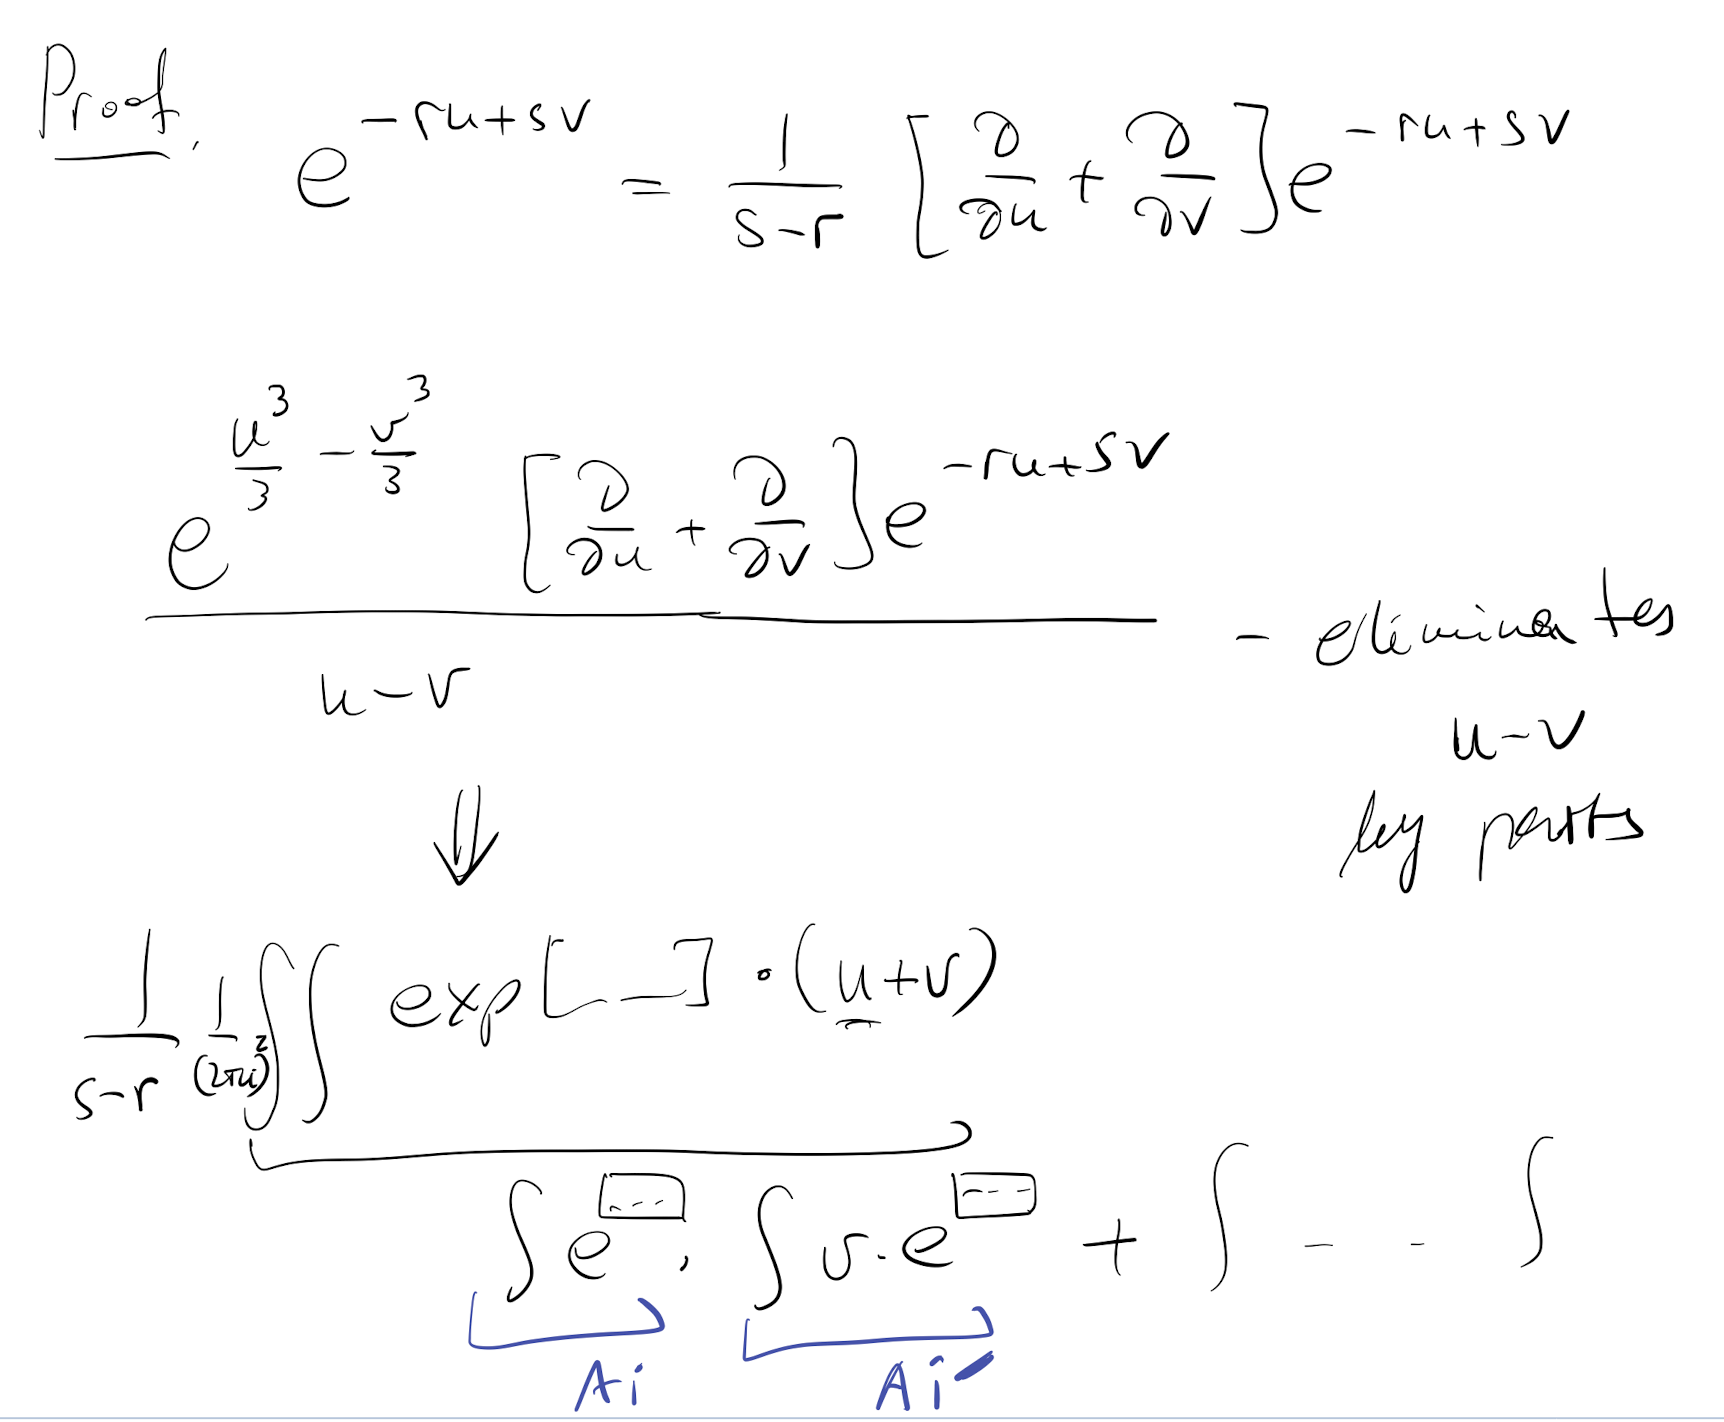 Proof. $e^{-ru+sv} = \frac{1}{s-r} \left[ \frac{\partial}{\partial u} + \frac{\partial}{\partial v} \right] e^{-ru+sv}$
$\frac{e^{\frac{u^3}{3} - \frac{v^3}{3}} \left[ \frac{\partial}{\partial u} + \frac{\partial}{\partial v} \right] e^{-ru+sv}}{u-v}$ - eliminates
u-v
by parts
⇓
$\frac{1}{s-r} \frac{1}{(2\pi i)^2} \iint \exp[\_\_] \cdot (u+v)$
$\int e^{[---]} \cdot \int v \cdot e^{[---]} + \int - - \int$
Ai Ai′